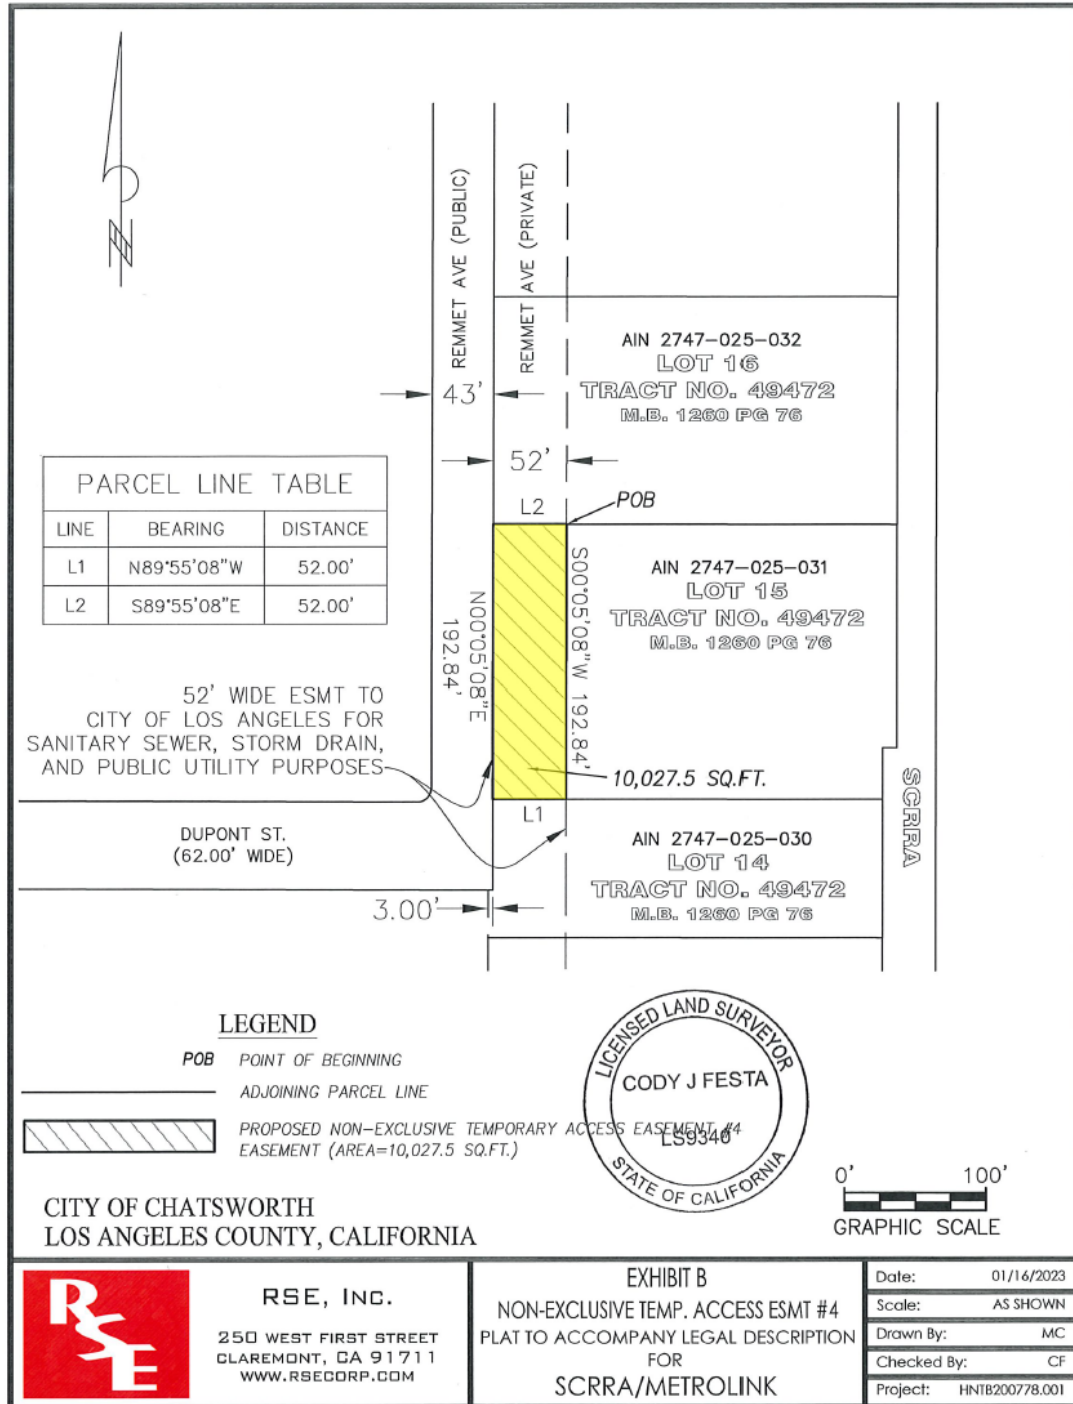 N
REMMET AVE (PUBLIC)
REMMET AVE (PRIVATE)
43'
52'
AIN 2747-025-032
LOT 16
TRACT NO. 49472
M.B. 1260 PG 76
PARCEL LINE TABLE
LINE BEARING DISTANCE
L1 N89°55'08"W 52.00'
L2 S89°55'08"E 52.00'
L2
POB
N00°05'08"E
192.84'
S00°05'08"W 192.84'
AIN 2747-025-031
LOT 15
TRACT NO. 49472
M.B. 1260 PG 76
52' WIDE ESMT TO
CITY OF LOS ANGELES FOR
SANITARY SEWER, STORM DRAIN,
AND PUBLIC UTILITY PURPOSES
10,027.5 SQ.FT.
L1
SCRRA
DUPONT ST.
(62.00' WIDE)
AIN 2747-025-030
LOT 14
TRACT NO. 49472
M.B. 1260 PG 76
3.00'
LEGEND
POB POINT OF BEGINNING
ADJOINING PARCEL LINE
PROPOSED NON-EXCLUSIVE TEMPORARY ACCESS EASEMENT #4
EASEMENT (AREA=10,027.5 SQ.FT.)
LICENSED LAND SURVEYOR
CODY J FESTA
LS9340
STATE OF CALIFORNIA
0' 100'
GRAPHIC SCALE
CITY OF CHATSWORTH
LOS ANGELES COUNTY, CALIFORNIA
RSE
RSE, INC.
250 WEST FIRST STREET
CLAREMONT, CA 91711
WWW.RSECORP.COM
EXHIBIT B
NON-EXCLUSIVE TEMP. ACCESS ESMT #4
PLAT TO ACCOMPANY LEGAL DESCRIPTION
FOR
SCRRA/METROLINK
Date: 01/16/2023
Scale: AS SHOWN
Drawn By: MC
Checked By: CF
Project: HNTB200778.001